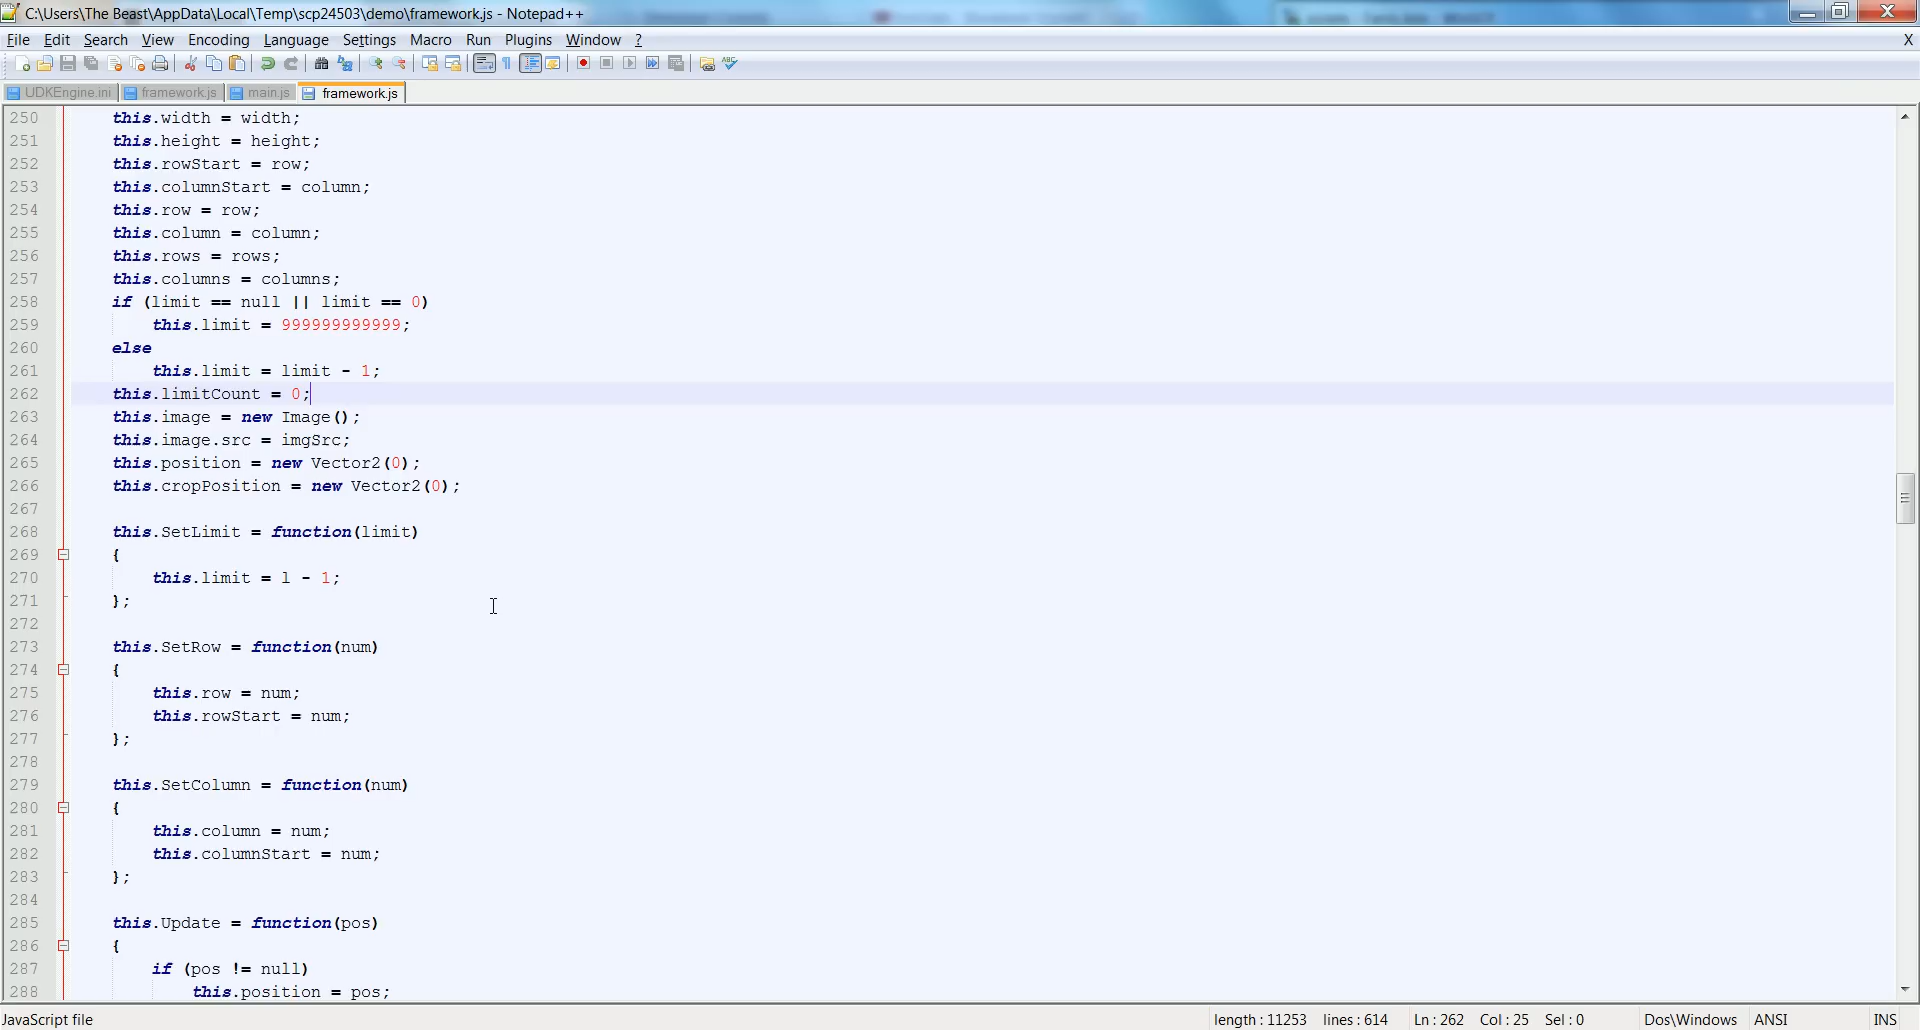 C:\Users\The Beast\AppData\Local\Temp\scp24503\demo\framework.js - Notepad++
File Edit Search View Encoding Language Settings Macro Run Plugins Window ? X
UDKEngine.ini framework.js main.js framework.js
250 this.width = width;
251 this.height = height;
252 this.rowStart = row;
253 this.columnStart = column;
254 this.row = row;
255 this.column = column;
256 this.rows = rows;
257 this.columns = columns;
258 if (limit == null || limit == 0)
259 this.limit = 999999999999;
260 else
261 this.limit = limit - 1;
262 this.limitCount = 0;
263 this.image = new Image();
264 this.image.src = imgSrc;
265 this.position = new Vector2(0);
266 this.cropPosition = new Vector2(0);
267
268 this.SetLimit = function(limit)
269 {
270 this.limit = l - 1;
271 };
272
273 this.SetRow = function(num)
274 {
275 this.row = num;
276 this.rowStart = num;
277 };
278
279 this.SetColumn = function(num)
280 {
281 this.column = num;
282 this.columnStart = num;
283 };
284
285 this.Update = function(pos)
286 {
287 if (pos != null)
288 this.position = pos;
JavaScript file length : 11253 lines : 614 Ln : 262 Col : 25 Sel : 0 Dos\Windows ANSI INS